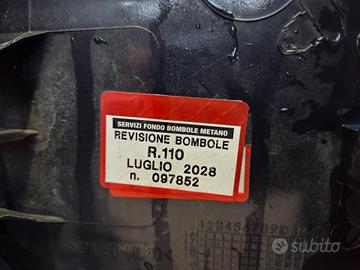 SERVIZI FONDO BOMBOLE METANO
REVISIONE BOMBOLE
R.110
LUGLIO 2028
n. 097852
subito